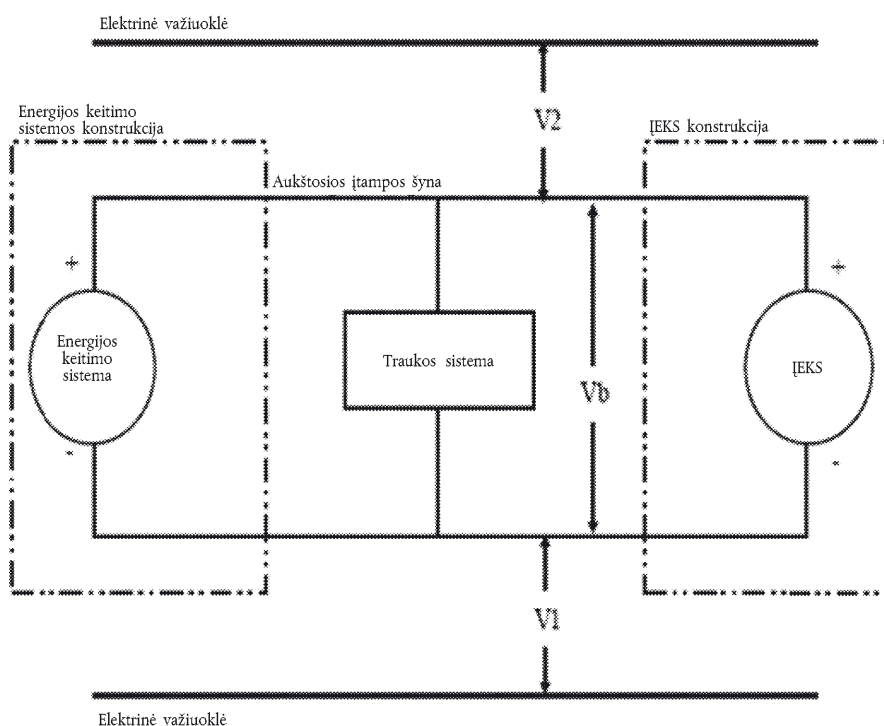 Elektrinė važiuoklė
V2
Energijos keitimo
sistemos konstrukcija
ĮEKS konstrukcija
Aukštosios įtampos šyna
+
+
Energijos
keitimo
sistema
Traukos sistema
ĮEKS
Vb
-
-
V1
Elektrinė važiuoklė